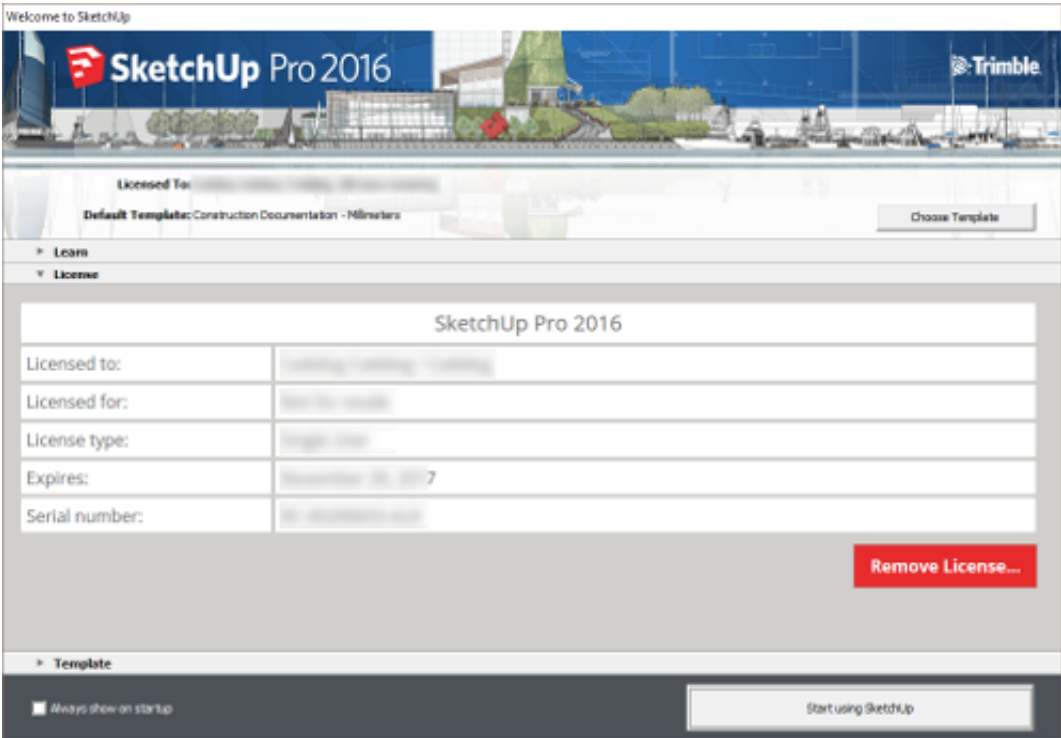 Welcome to SketchUp
SketchUp Pro 2016
Trimble
Licensed To:
Default Template: Construction Documentation - Millimeters
Choose Template
Learn
License
SketchUp Pro 2016
Licensed to:
Licensed for:
License type:
Expires: 7
Serial number:
Remove License...
Template
Always show on startup
Start using SketchUp